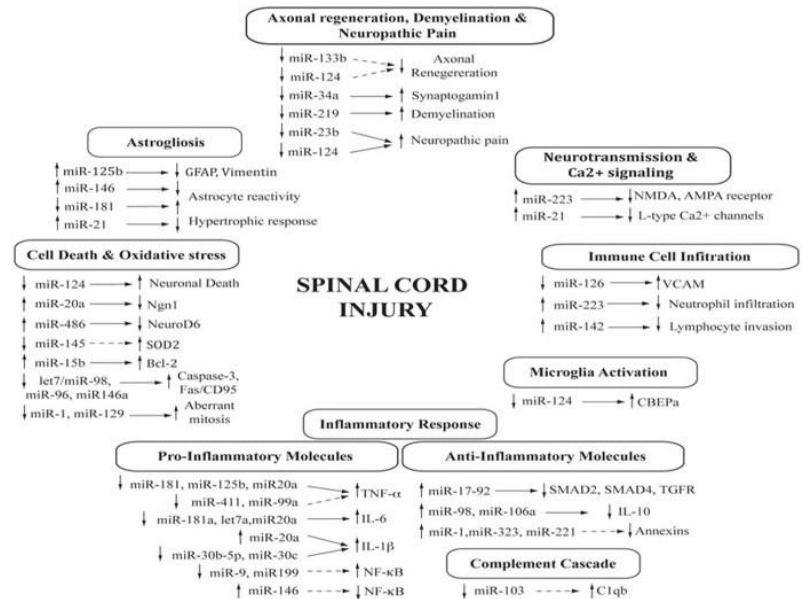 Axonal regeneration, Demyelination &
Neuropathic Pain
↓ miR-133b ⇢ ↓ Axonal
↓ miR-124 ⇢ Renegereration
↓ miR-34a → ↑ Synaptogamin1
↓ miR-219 → ↑ Demyelination
↓ miR-23b → ↑ Neuropathic pain
↓ miR-124 →
Astrogliosis
↑ miR-125b → ↓ GFAP, Vimentin
↑ miR-146 → ↓ Astrocyte reactivity
↓ miR-181 → ↑
↑ miR-21 → ↓ Hypertrophic response
Neurotransmission &
Ca2+ signaling
↑ miR-223 → ↓ NMDA, AMPA receptor
↑ miR-21 → ↓ L-type Ca2+ channels
Cell Death & Oxidative stress
↓ miR-124 → ↑ Neuronal Death
↑ miR-20a → ↓ Ngn1
↑ miR-486 → ↓ NeuroD6
↓ miR-145 ⇢ ↑ SOD2
↑ miR-15b → ↑ Bcl-2
↓ let7/miR-98, → ↑ Caspase-3,
miR-96, miR146a Fas/CD95
↓ miR-1, miR-129 → ↑ Aberrant
mitosis
SPINAL CORD
INJURY
Immune Cell Infitration
↓ miR-126 → ↑ VCAM
↑ miR-223 → ↓ Neutrophil infiltration
↑ miR-142 → ↓ Lymphocyte invasion
Microglia Activation
↓ miR-124 → ↑ CBEPa
Inflammatory Response
Pro-Inflammatory Molecules
↓ miR-181, miR-125b, miR20a → ↑ TNF-α
↓ miR-411, miR-99a ⇢
↓ miR-181a, let7a,miR20a → ↑ IL-6
↑ miR-20a → ↑ IL-1β
↓ miR-30b-5p, miR-30c →
↓ miR-9, miR199 ⇢ ↑ NF-κB
↑ miR-146 ⇢ ↓ NF-κB
Anti-Inflammatory Molecules
↑ miR-17-92 → ↓ SMAD2, SMAD4, TGFR
↑ miR-98, miR-106a → ↓ IL-10
↑ miR-1,miR-323, miR-221 ⇢ ↓ Annexins
Complement Cascade
↓ miR-103 ⇢ ↑ C1qb